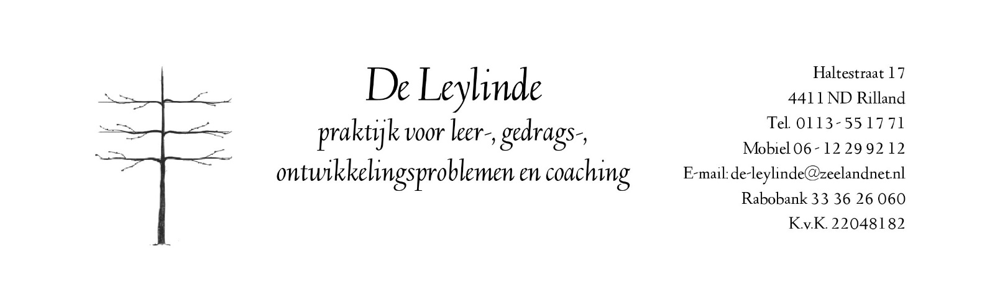 De Leylinde
praktijk voor leer-, gedrags-,
ontwikkelingsproblemen en coaching
Haltestraat 17
4411 ND Rilland
Tel. 0113 - 55 17 71
Mobiel 06 - 12 29 92 12
E-mail: de-leylinde@zeelandnet.nl
Rabobank 33 36 26 060
K.v.K. 22048182